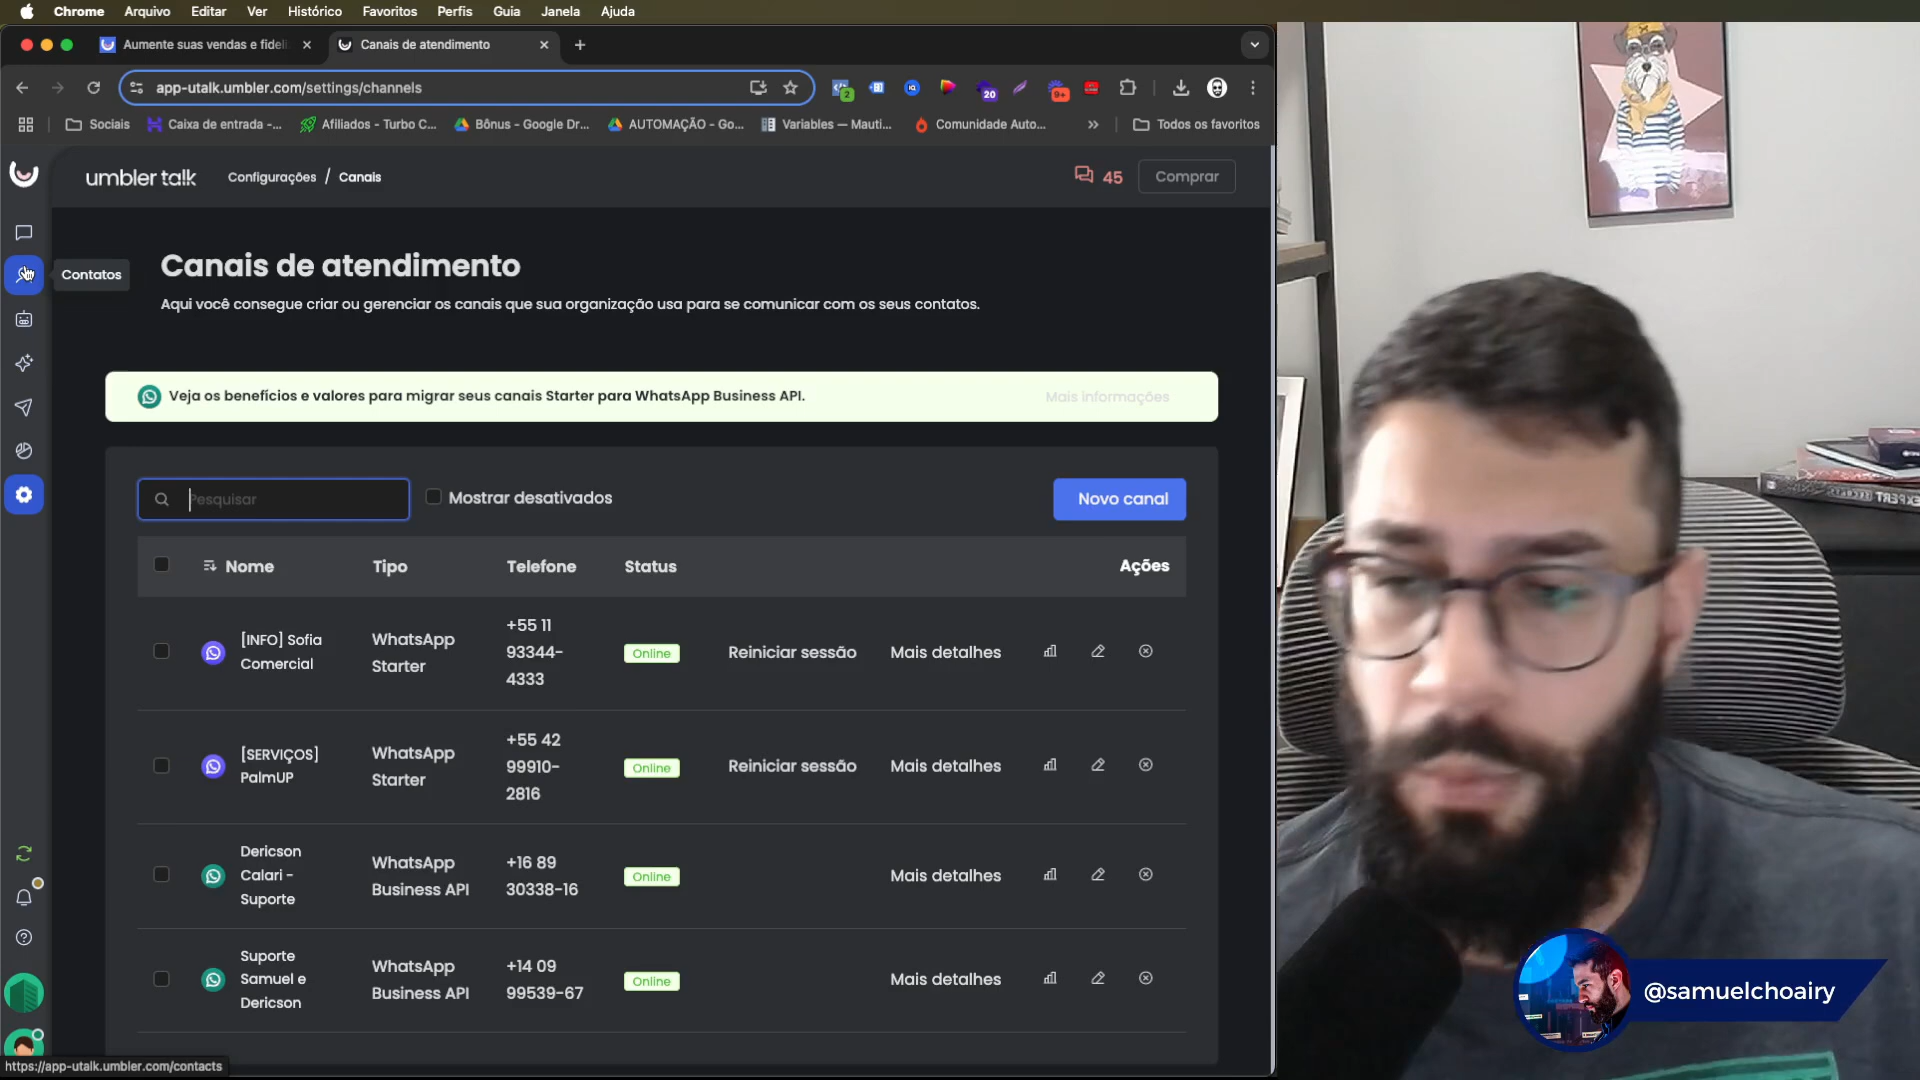 Chrome Arquivo Editar Ver Histórico Favoritos Perfis Guia Janela Ajuda
Aumente suas vendas e fideli
Canais de atendimento
app-utalk.umbler.com/settings/channels
2
20
9+
Sociais
Caixa de entrada -...
Afiliados - Turbo C...
Bônus - Google Dr...
AUTOMAÇÃO - Go...
Variables — Mauti...
Comunidade Auto...
Todos os favoritos
umbler talk
Configurações / Canais
45
Comprar
Contatos
Canais de atendimento
Aqui você consegue criar ou gerenciar os canais que sua organização usa para se comunicar com os seus contatos.
Veja os benefícios e valores para migrar seus canais Starter para WhatsApp Business API.
Mais informações
Pesquisar
Mostrar desativados
Novo canal
Nome Tipo Telefone Status Ações
[INFO] Sofia
Comercial
WhatsApp
Starter
+55 11
93344-
4333
Online
Reiniciar sessão
Mais detalhes
[SERVIÇOS]
PalmUP
WhatsApp
Starter
+55 42
99910-
2816
Online
Reiniciar sessão
Mais detalhes
Dericson
Calari -
Suporte
WhatsApp
Business API
+16 89
30338-16
Online
Mais detalhes
Suporte
Samuel e
Dericson
WhatsApp
Business API
+14 09
99539-67
Online
Mais detalhes
https://app-utalk.umbler.com/contacts
@samuelchoairy